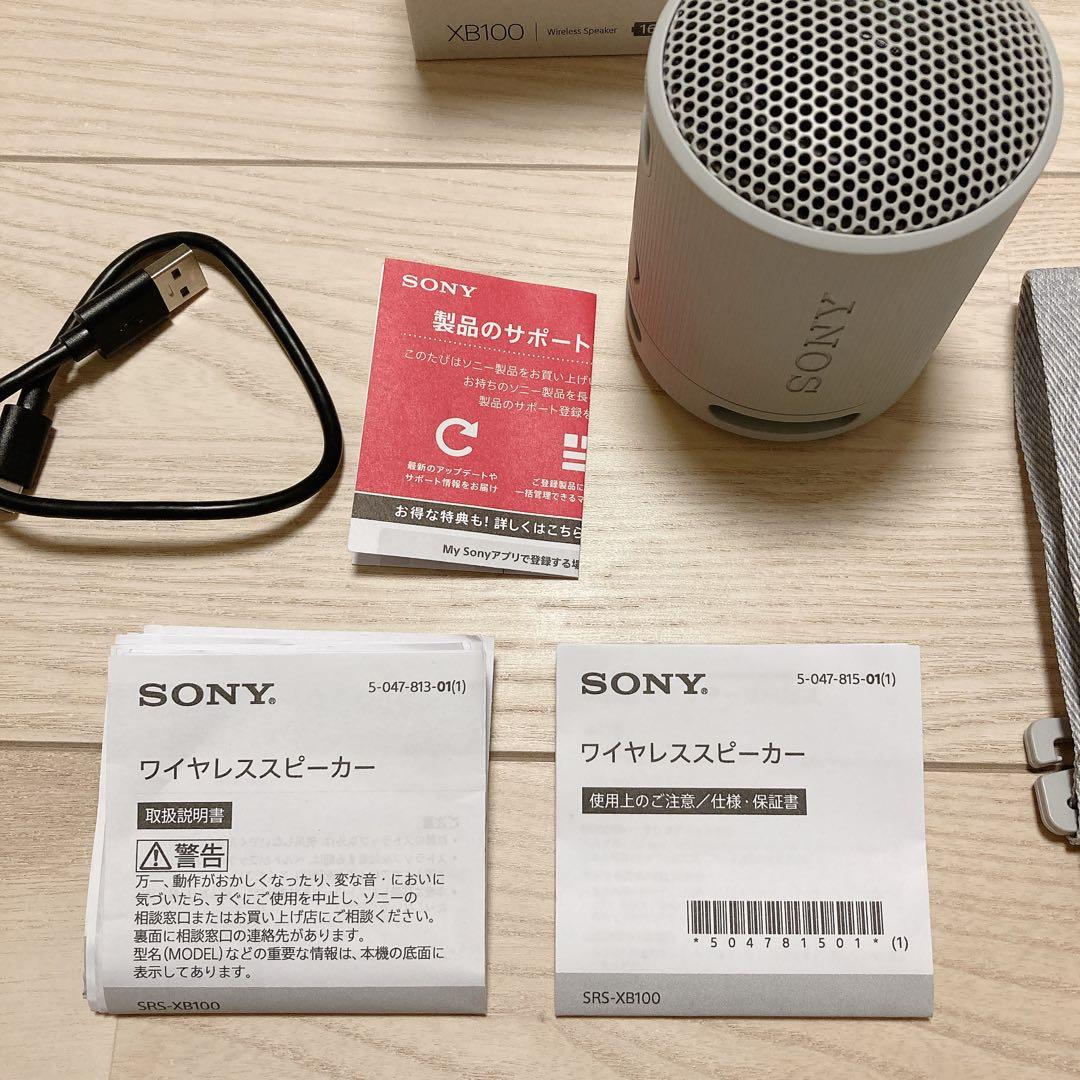 XB100 | Wireless Speaker 16
SONY
SONY
製品のサポート
このたびはソニー製品をお買い上げい
お持ちのソニー製品を長
製品のサポート登録を
最新のアップデートや
サポート情報をお届け
ご登録製品に
一括管理できるマ
お得な特典も! 詳しくはこちら
My Sonyアプリで登録する場
SONY®
5-047-813-01(1)
ワイヤレススピーカー
取扱説明書
警告
万一、動作がおかしくなったり、変な音・においに
気づいたら、すぐにご使用を中止し、ソニーの
相談窓口またはお買い上げ店にご相談ください。
裏面に相談窓口の連絡先があります。
型名(MODEL)などの重要な情報は、本機の底面に
表示してあります。
SRS-XB100
SONY®
5-047-815-01(1)
ワイヤレススピーカー
使用上のご注意/仕様・保証書
*504781501* (1)
SRS-XB100